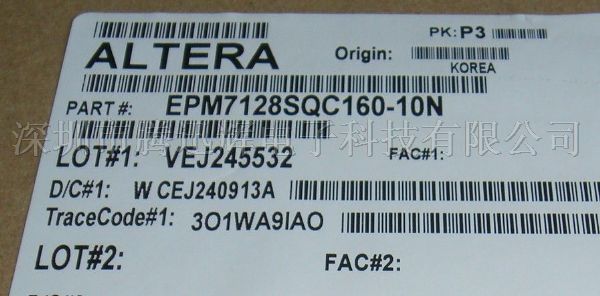 PK: P3
ALTERA
Origin:
KOREA
PART #: EPM7128SQC160-10N
LOT#1: VEJ245532 FAC#1:
D/C#1: W CEJ240913A
TraceCode#1: 3O1WA9IAO
LOT#2: FAC#2: